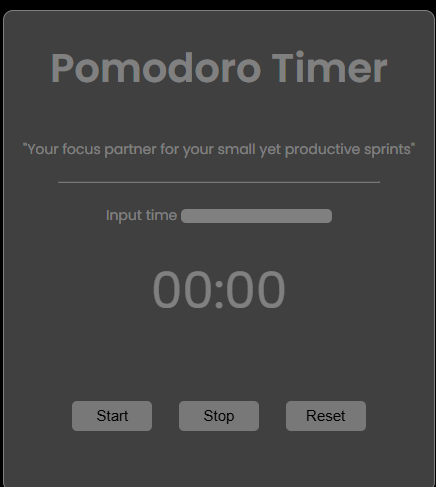 Pomodoro Timer
"Your focus partner for your small yet productive sprints"
Input time
00:00
Start Stop Reset